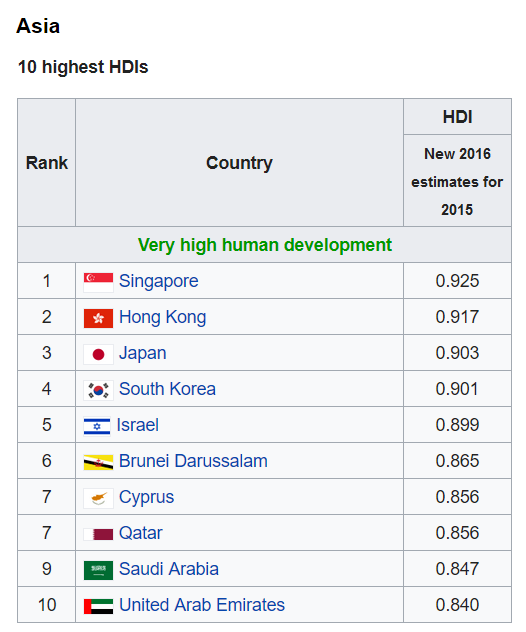 Asia
10 highest HDIs
Rank Country HDI
New 2016
estimates for
2015
Very high human development
1 Singapore 0.925
2 Hong Kong 0.917
3 Japan 0.903
4 South Korea 0.901
5 Israel 0.899
6 Brunei Darussalam 0.865
7 Cyprus 0.856
7 Qatar 0.856
9 Saudi Arabia 0.847
10 United Arab Emirates 0.840